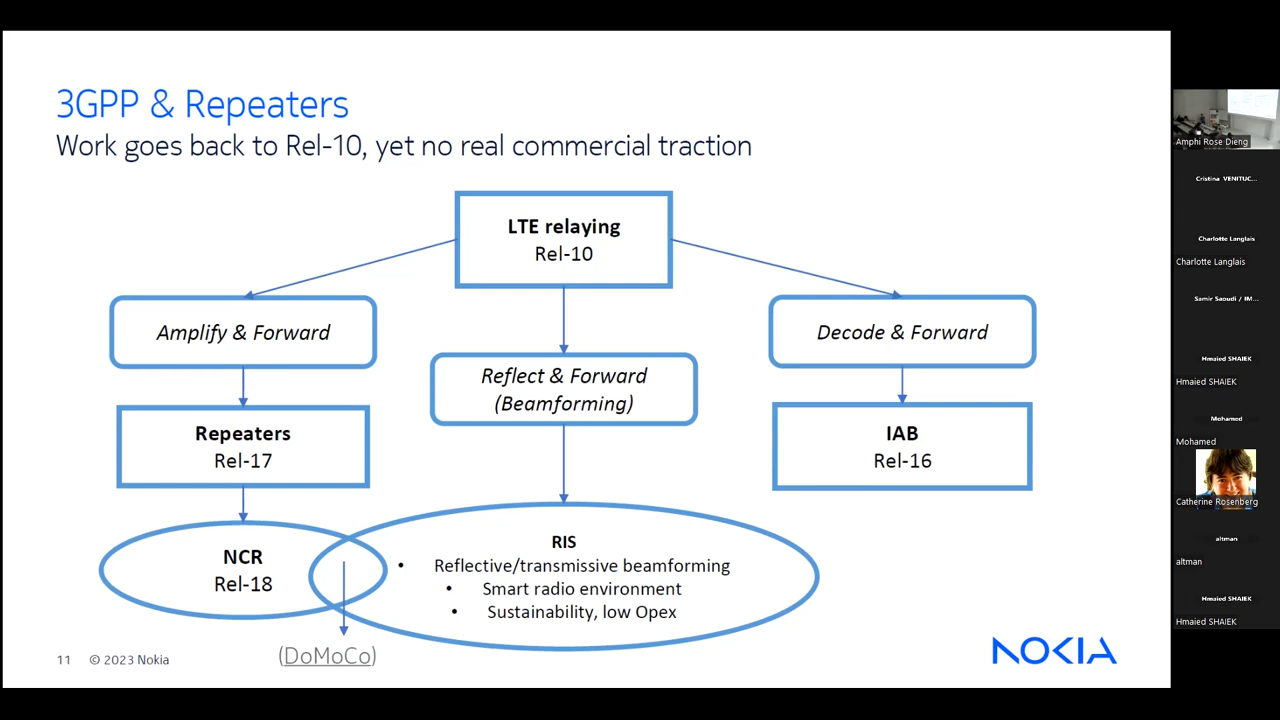 3GPP & Repeaters
Work goes back to Rel-10, yet no real commercial traction
LTE relaying
Rel-10
Amplify & Forward
Reflect & Forward
(Beamforming)
Decode & Forward
Repeaters
Rel-17
IAB
Rel-16
NCR
Rel-18
RIS
• Reflective/transmissive beamforming
• Smart radio environment
• Sustainability, low Opex
(DoMoCo)
11 © 2023 Nokia
NOKIA
Amphi Rose Dieng
Cristina VENITUC...
Charlotte Langlais
Charlotte Langlais
Samir Saoudi / IM...
Hmaied SHAIEK
Hmaied SHAIEK
Mohamed
Mohamed
Catherine Rosenberg
altman
altman
Hmaied SHAIEK
Hmaied SHAIEK